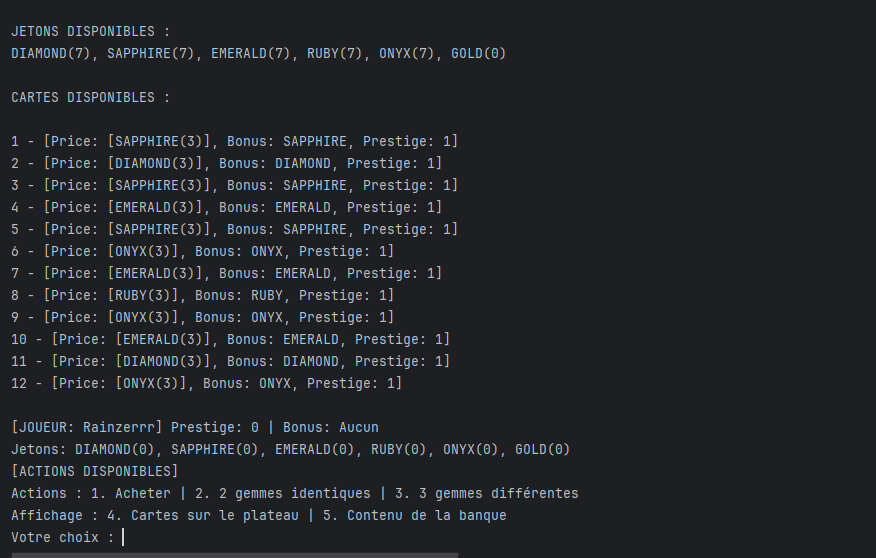 JETONS DISPONIBLES :
DIAMOND(7), SAPPHIRE(7), EMERALD(7), RUBY(7), ONYX(7), GOLD(0)
CARTES DISPONIBLES :
1 - [Price: [SAPPHIRE(3)], Bonus: SAPPHIRE, Prestige: 1]
2 - [Price: [DIAMOND(3)], Bonus: DIAMOND, Prestige: 1]
3 - [Price: [SAPPHIRE(3)], Bonus: SAPPHIRE, Prestige: 1]
4 - [Price: [EMERALD(3)], Bonus: EMERALD, Prestige: 1]
5 - [Price: [SAPPHIRE(3)], Bonus: SAPPHIRE, Prestige: 1]
6 - [Price: [ONYX(3)], Bonus: ONYX, Prestige: 1]
7 - [Price: [EMERALD(3)], Bonus: EMERALD, Prestige: 1]
8 - [Price: [RUBY(3)], Bonus: RUBY, Prestige: 1]
9 - [Price: [ONYX(3)], Bonus: ONYX, Prestige: 1]
10 - [Price: [EMERALD(3)], Bonus: EMERALD, Prestige: 1]
11 - [Price: [DIAMOND(3)], Bonus: DIAMOND, Prestige: 1]
12 - [Price: [ONYX(3)], Bonus: ONYX, Prestige: 1]
[JOUEUR: Rainzerrr] Prestige: 0 | Bonus: Aucun
Jetons: DIAMOND(0), SAPPHIRE(0), EMERALD(0), RUBY(0), ONYX(0), GOLD(0)
[ACTIONS DISPONIBLES]
Actions : 1. Acheter | 2. 2 gemmes identiques | 3. 3 gemmes différentes
Affichage : 4. Cartes sur le plateau | 5. Contenu de la banque
Votre choix :